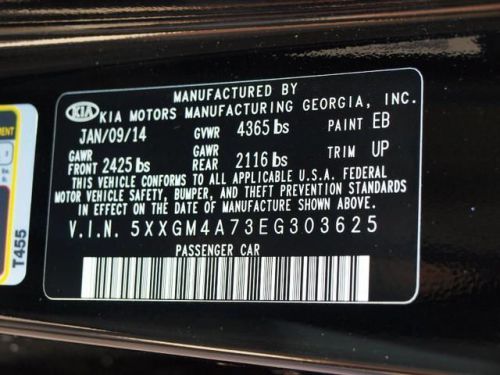 MANUFACTURED BY
KIA KIA MOTORS MANUFACTURING GEORGIA, INC.
JAN/09/14 GVWR 4365 lbs PAINT EB
GAWR FRONT 2425 lbs GAWR REAR 2116 lbs TRIM UP
THIS VEHICLE CONFORMS TO ALL APPLICABLE U.S.A. FEDERAL
MOTOR VEHICLE SAFETY, BUMPER, AND THEFT PREVENTION STANDARDS
IN EFFECT ON THE DATE OF MANUFACTURE SHOWN ABOVE.
V.I.N. 5XXGM4A73EG303625
PASSENGER CAR
T455